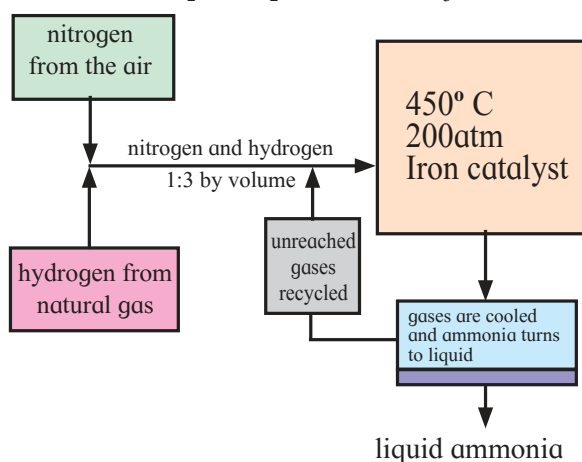 nitrogen
from the air
nitrogen and hydrogen
1:3 by volume
450º C
200atm
Iron catalyst
hydrogen from
natural gas
unreached
gases
recycled
gases are cooled
and ammonia turns
to liquid
liquid ammonia